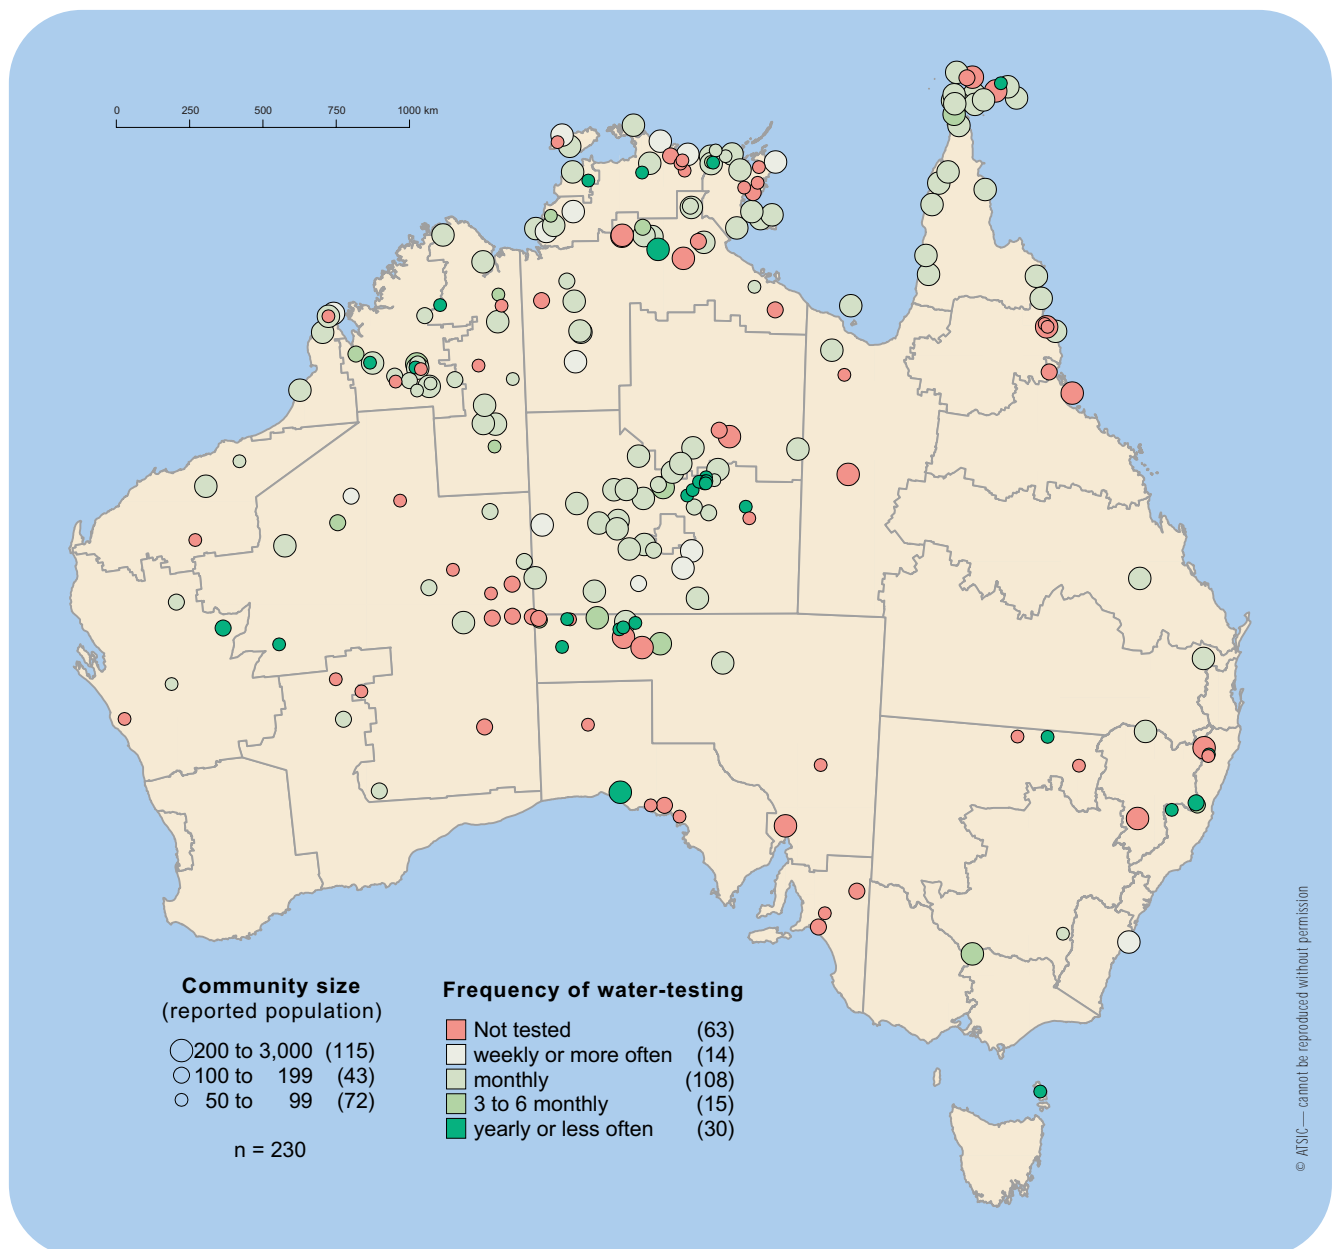 0 250 500 750 1000 km
Community size
(reported population)
200 to 3,000 (115)
100 to 199 (43)
50 to 99 (72)
n = 230
Frequency of water-testing
Not tested (63)
weekly or more often (14)
monthly (108)
3 to 6 monthly (15)
yearly or less often (30)
© ATSIC— cannot be reproduced without permission